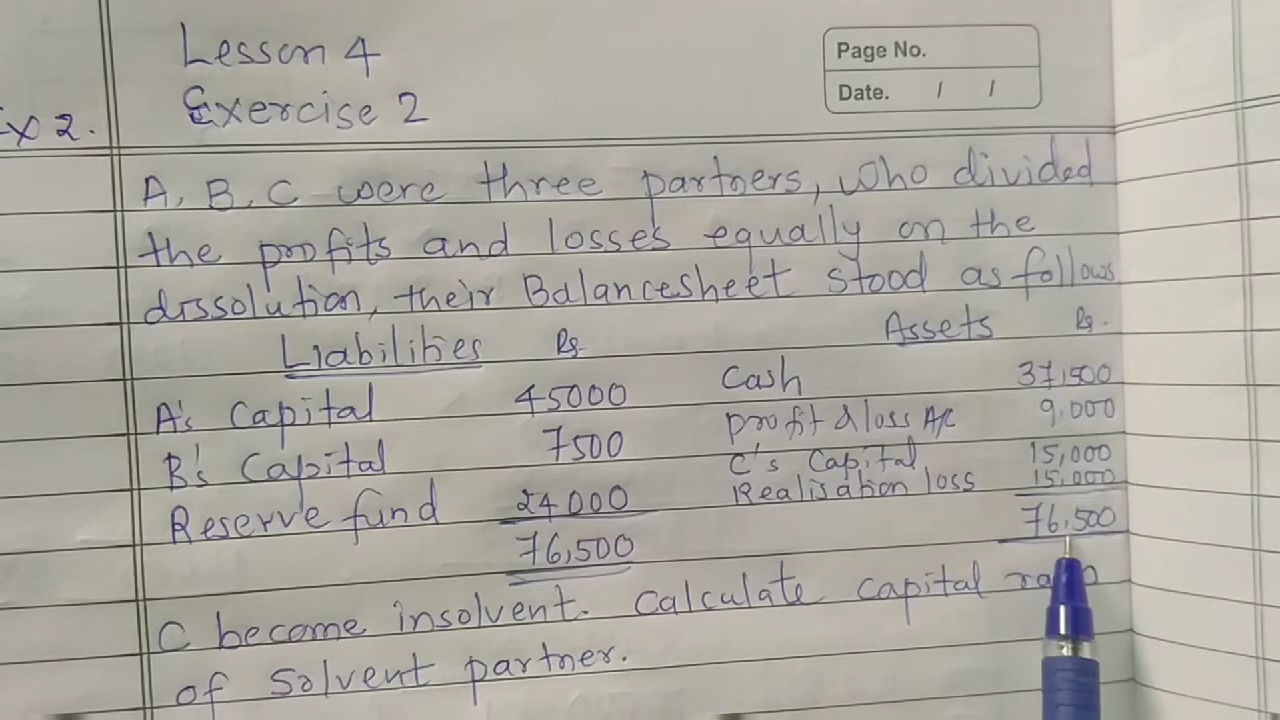 Lesson 4
Exercise 2
Page No.
Date. / /
Ex 2.
A, B, C were three partners, who divided
the profits and losses equally on the
dissolution, their Balancesheet stood as follows
Liabilities Rs Assets Rs.
A's Capital 45000 Cash 37,500
B's Capital 7500 profit & loss A/c 9,000
Reserve fund 24000 C's Capital 15,000
Realisation loss 15,000
76,500 76,500
C become insolvent. Calculate capital ratio
of solvent partner.